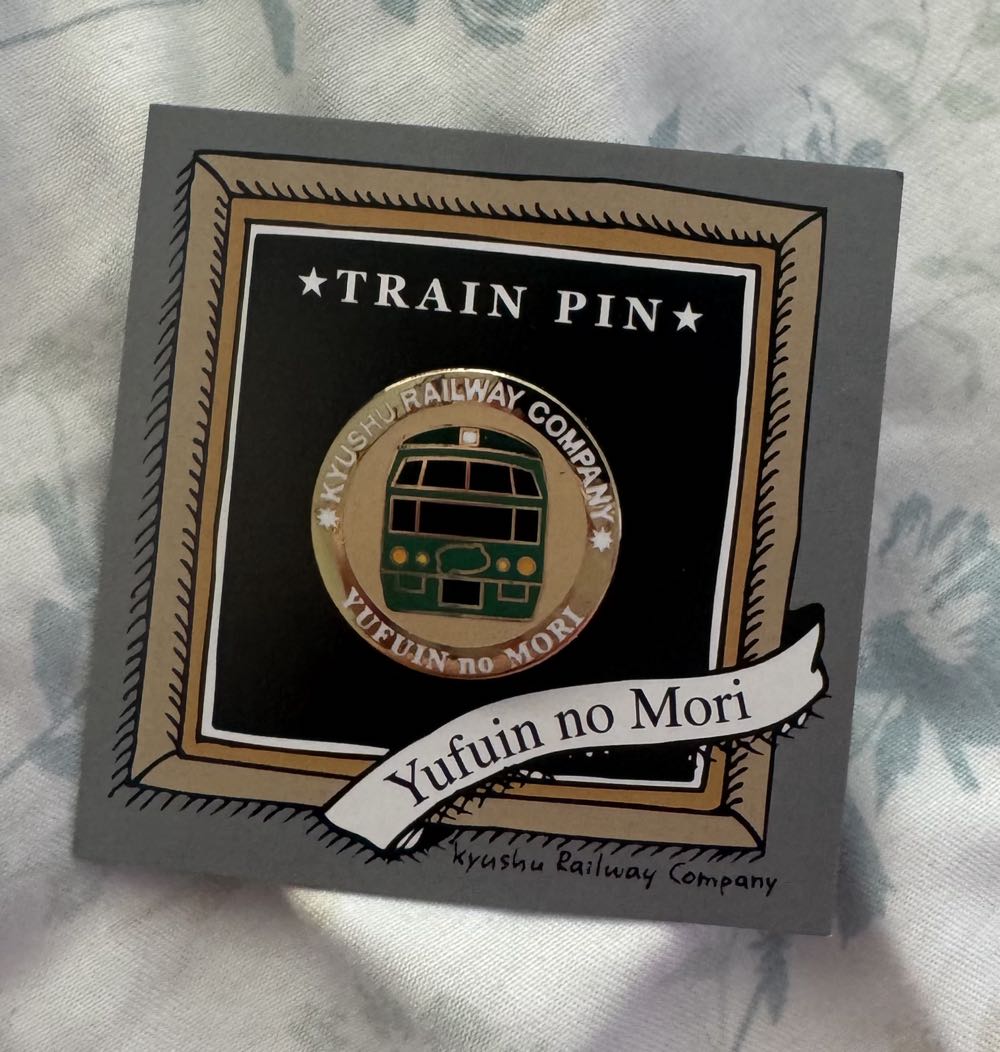 ★TRAIN PIN★
KYUSHU RAILWAY COMPANY
YUFUIN no MORI
Yufuin no Mori
Kyushu Railway Company